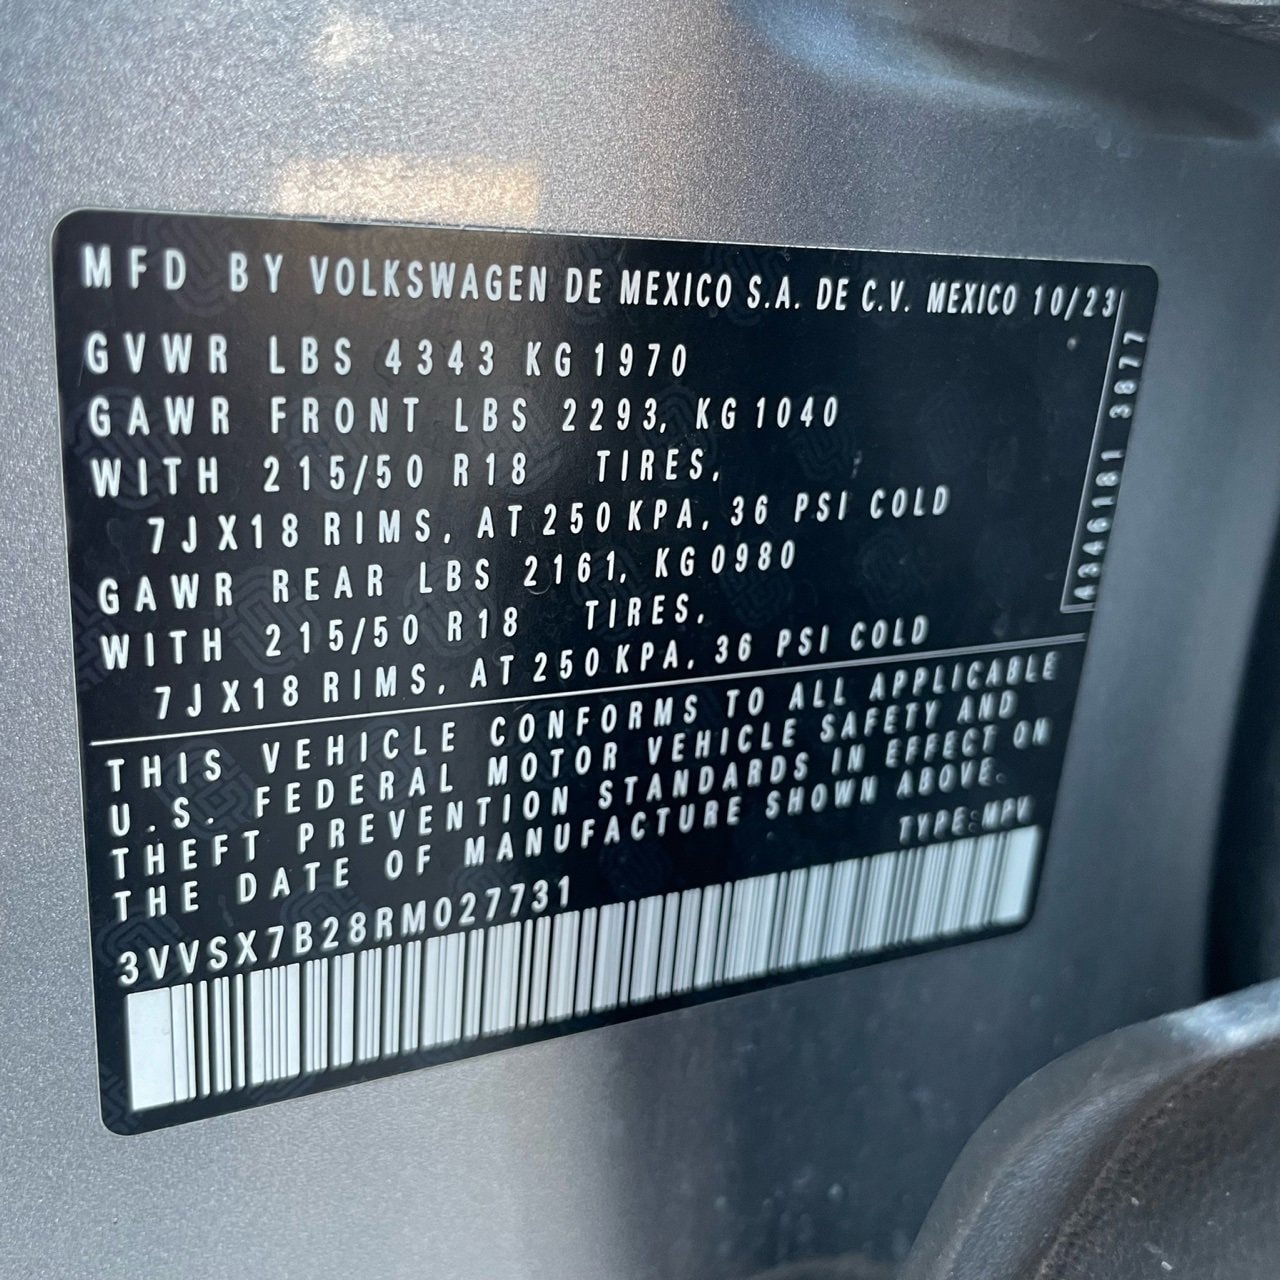 MFD BY VOLKSWAGEN DE MEXICO S.A. DE C.V. MEXICO 10/23
GVWR LBS 4343 KG 1970
GAWR FRONT LBS 2293, KG 1040
WITH 215/50 R18 TIRES,
7JX18 RIMS, AT 250 KPA, 36 PSI COLD
GAWR REAR LBS 2161, KG 0980
WITH 215/50 R18 TIRES,
7JX18 RIMS, AT 250 KPA, 36 PSI COLD
4346181 3877
THIS VEHICLE CONFORMS TO ALL APPLICABLE
U.S. FEDERAL MOTOR VEHICLE SAFETY AND
THEFT PREVENTION STANDARDS IN EFFECT ON
THE DATE OF MANUFACTURE SHOWN ABOVE.
TYPE:MPV
3VVSX7B28RM027731